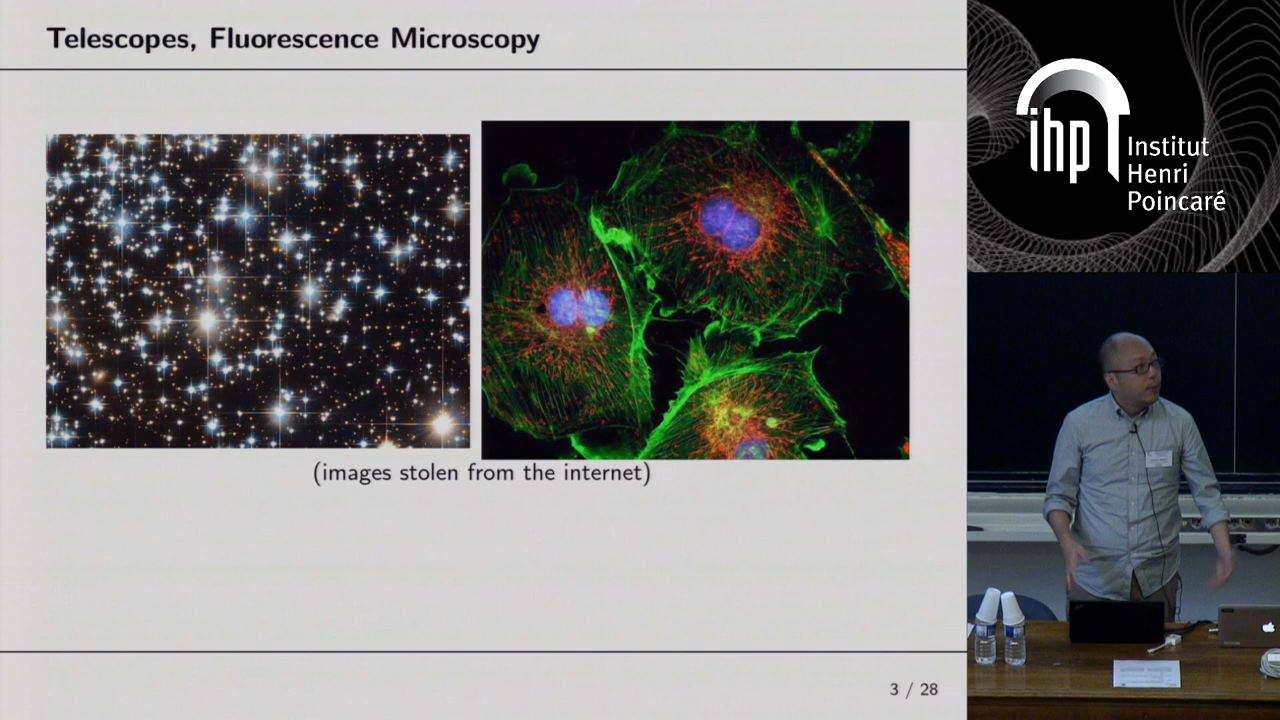 Telescopes, Fluorescence Microscopy
(images stolen from the internet)
3 / 28
ihp
Institut
Henri
Poincaré